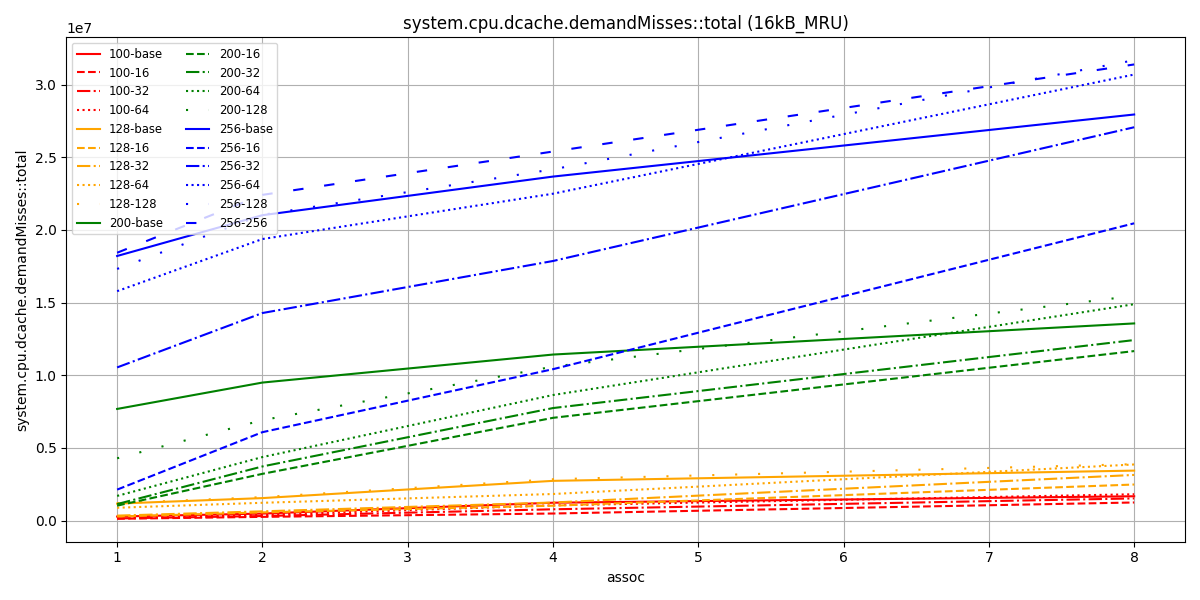 system.cpu.dcache.demandMisses::total (16kB_MRU)
1e7
100-base
100-16
100-32
100-64
128-base
128-16
128-32
128-64
128-128
200-base
200-16
200-32
200-64
200-128
256-base
256-16
256-32
256-64
256-128
256-256
3.0
2.5
2.0
1.5
1.0
0.5
0.0
system.cpu.dcache.demandMisses::total
1 2 3 4 5 6 7 8
assoc